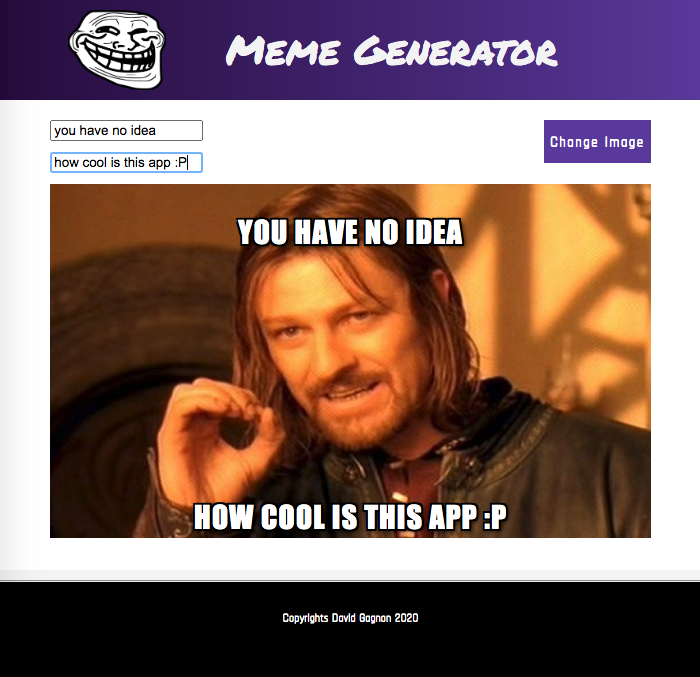 Meme Generator
you have no idea
how cool is this app :P
Change Image
YOU HAVE NO IDEA
HOW COOL IS THIS APP :P
Copyrights David Gagnon 2020